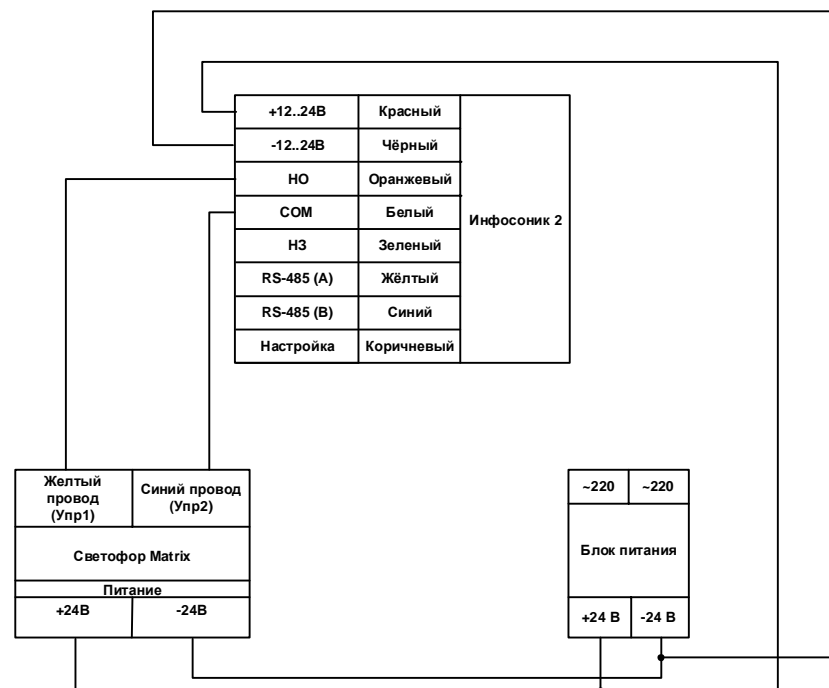 +12..24В Красный
-12..24В Чёрный
НО Оранжевый
COM Белый
Инфосоник 2
НЗ Зеленый
RS-485 (A) Жёлтый
RS-485 (B) Синий
Настройка Коричневый
Желтый
провод
(Упр1)
Синий провод
(Упр2)
Светофор Matrix
Питание
+24В -24В
~220 ~220
Блок питания
+24 В -24 В